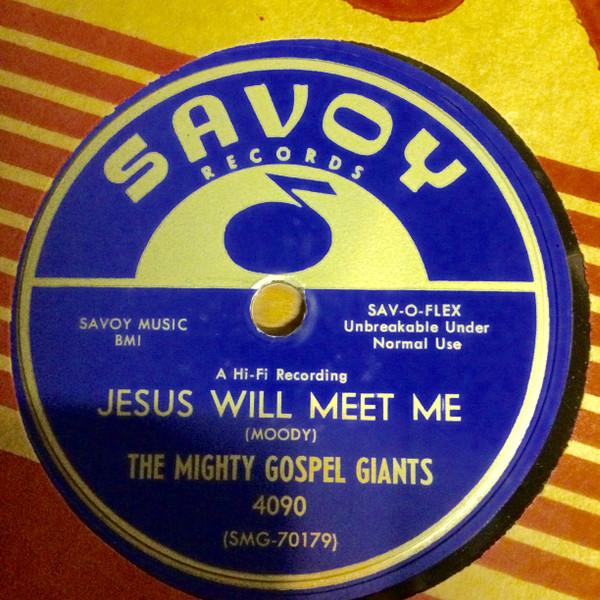 SAVOY
RECORDS
SAVOY MUSIC
BMI
SAV-O-FLEX
Unbreakable Under
Normal Use
A Hi-Fi Recording
JESUS WILL MEET ME
(MOODY)
THE MIGHTY GOSPEL GIANTS
4090
(SMG-70179)